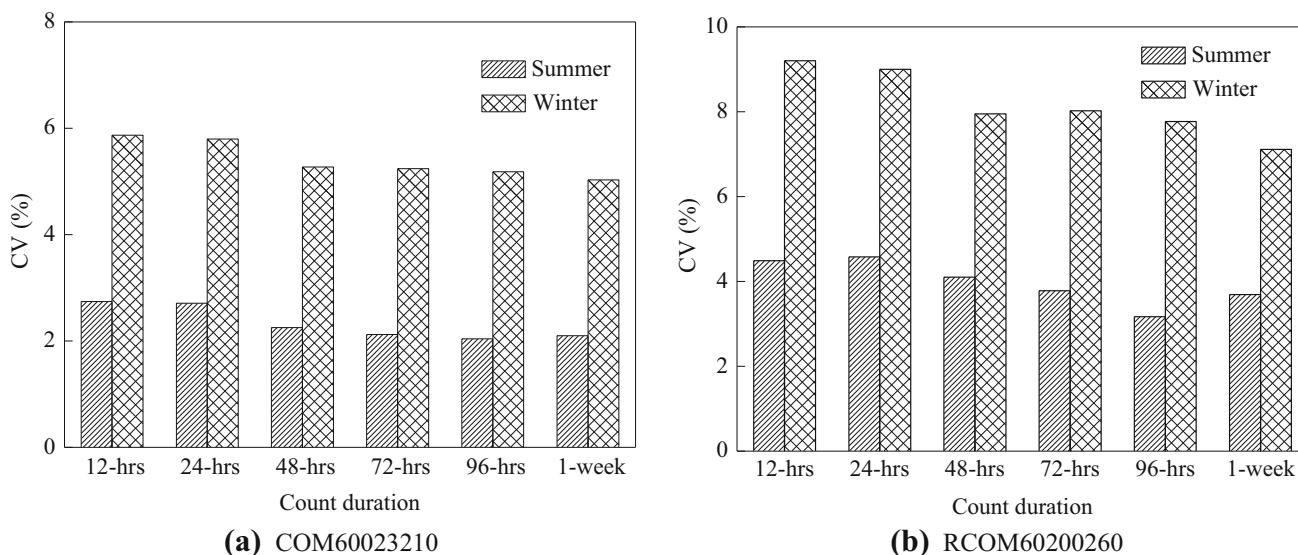 8
6
4
2
0
CV (%)
Summer
Winter
12-hrs 24-hrs 48-hrs 72-hrs 96-hrs 1-week
Count duration
(a) COM60023210
10
8
6
4
2
0
CV (%)
Summer
Winter
12-hrs 24-hrs 48-hrs 72-hrs 96-hrs 1-week
Count duration
(b) RCOM60200260